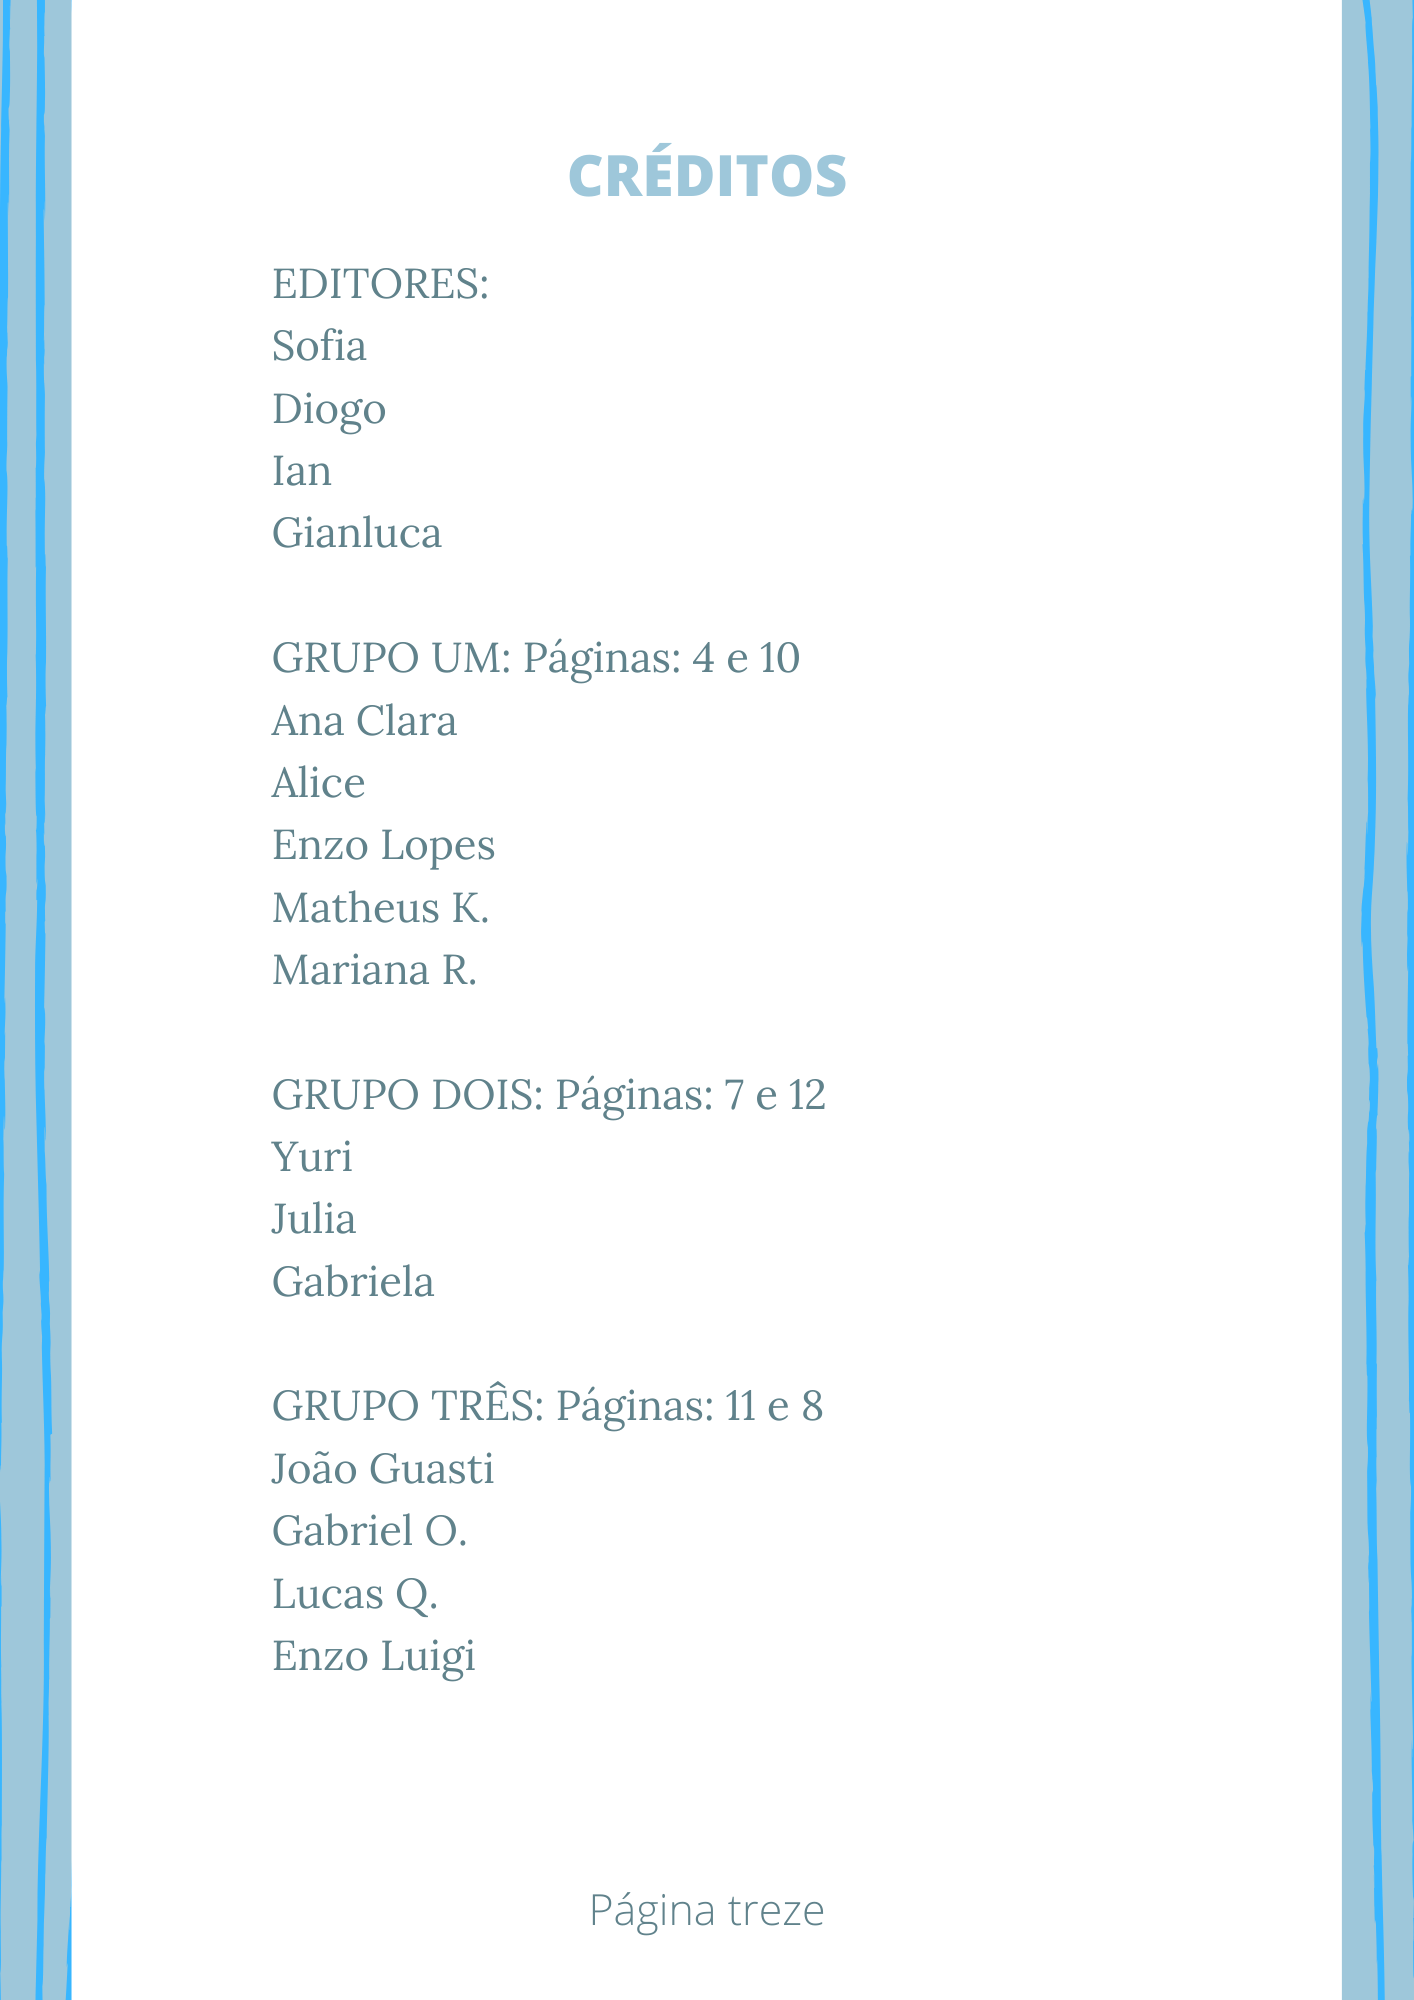 CRÉDITOS
EDITORES:
Sofia
Diogo
Ian
Gianluca
GRUPO UM: Páginas: 4 e 10
Ana Clara
Alice
Enzo Lopes
Matheus K.
Mariana R.
GRUPO DOIS: Páginas: 7 e 12
Yuri
Julia
Gabriela
GRUPO TRÊS: Páginas: 11 e 8
João Guasti
Gabriel O.
Lucas Q.
Enzo Luigi
Página treze